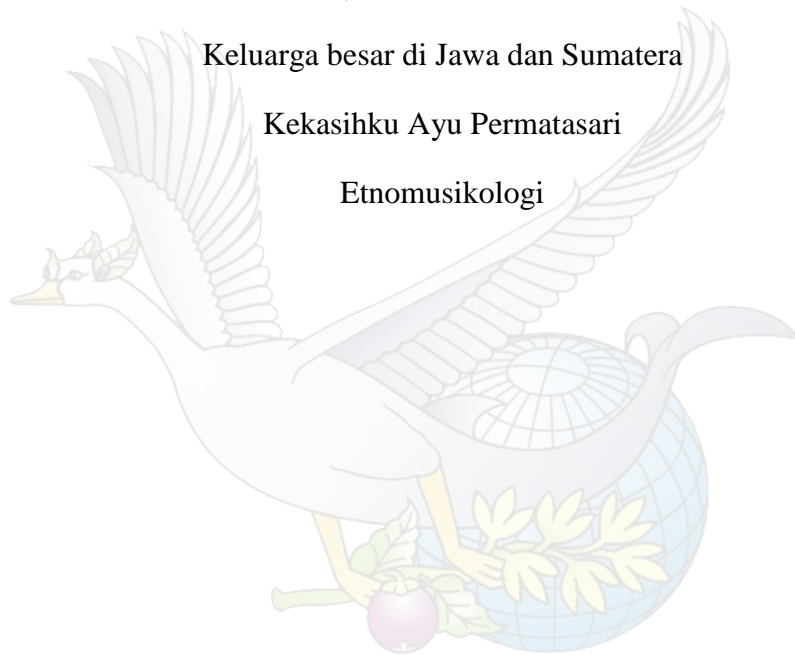 Keluarga besar di Jawa dan Sumatera
Kekasihku Ayu Permatasari
Etnomusikologi